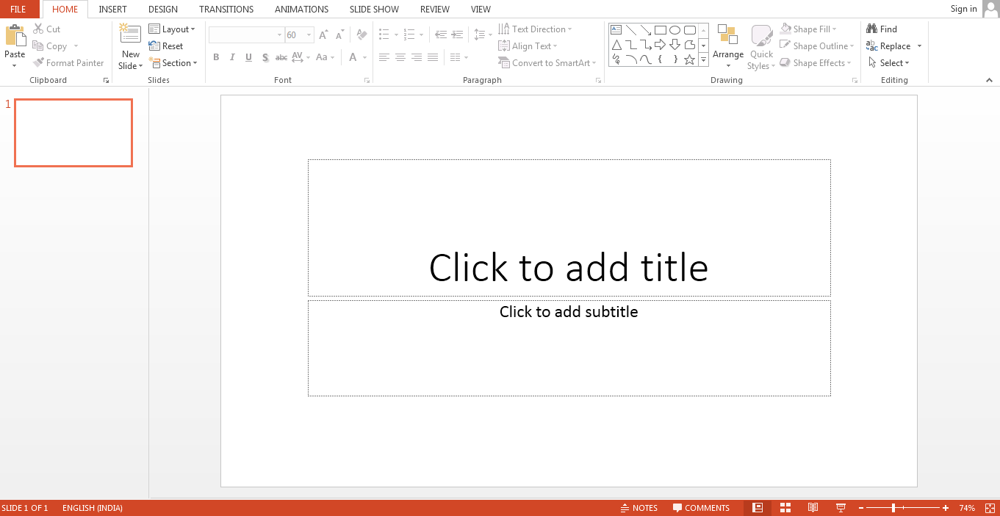 FILE HOME INSERT DESIGN TRANSITIONS ANIMATIONS SLIDE SHOW REVIEW VIEW Sign in
Paste
Cut
Copy
Format Painter
Clipboard
New
Slide
Layout
Reset
Section
Slides
60
B I U S abc AV Aa A
Font
Text Direction
Align Text
Convert to SmartArt
Paragraph
Arrange
Quick
Styles
Shape Fill
Shape Outline
Shape Effects
Drawing
Find
Replace
Select
Editing
1
Click to add title
Click to add subtitle
SLIDE 1 OF 1 ENGLISH (INDIA) NOTES COMMENTS 74%